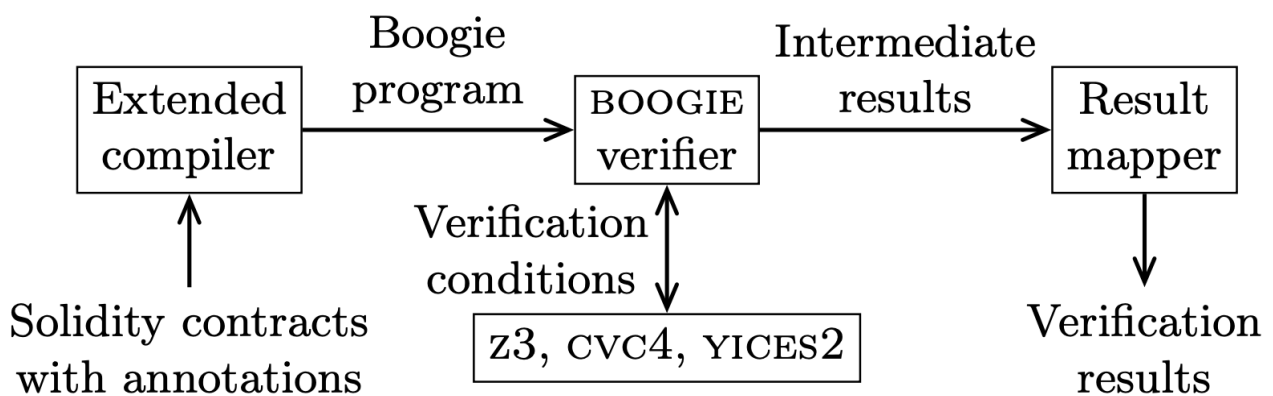 Extended
compiler
Boogie
program
BOOGIE
verifier
Intermediate
results
Result
mapper
Solidity contracts
with annotations
Verification
conditions
Z3, CVC4, YICES2
Verification
results